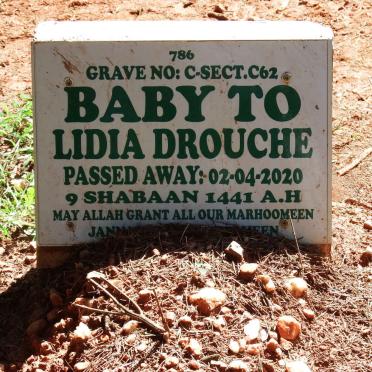 786
GRAVE NO: C-SECT.C62
BABY TO
LIDIA DROUCHE
PASSED AWAY: 02-04-2020
9 SHABAAN 1441 A.H
MAY ALLAH GRANT ALL OUR MARHOOMEEN